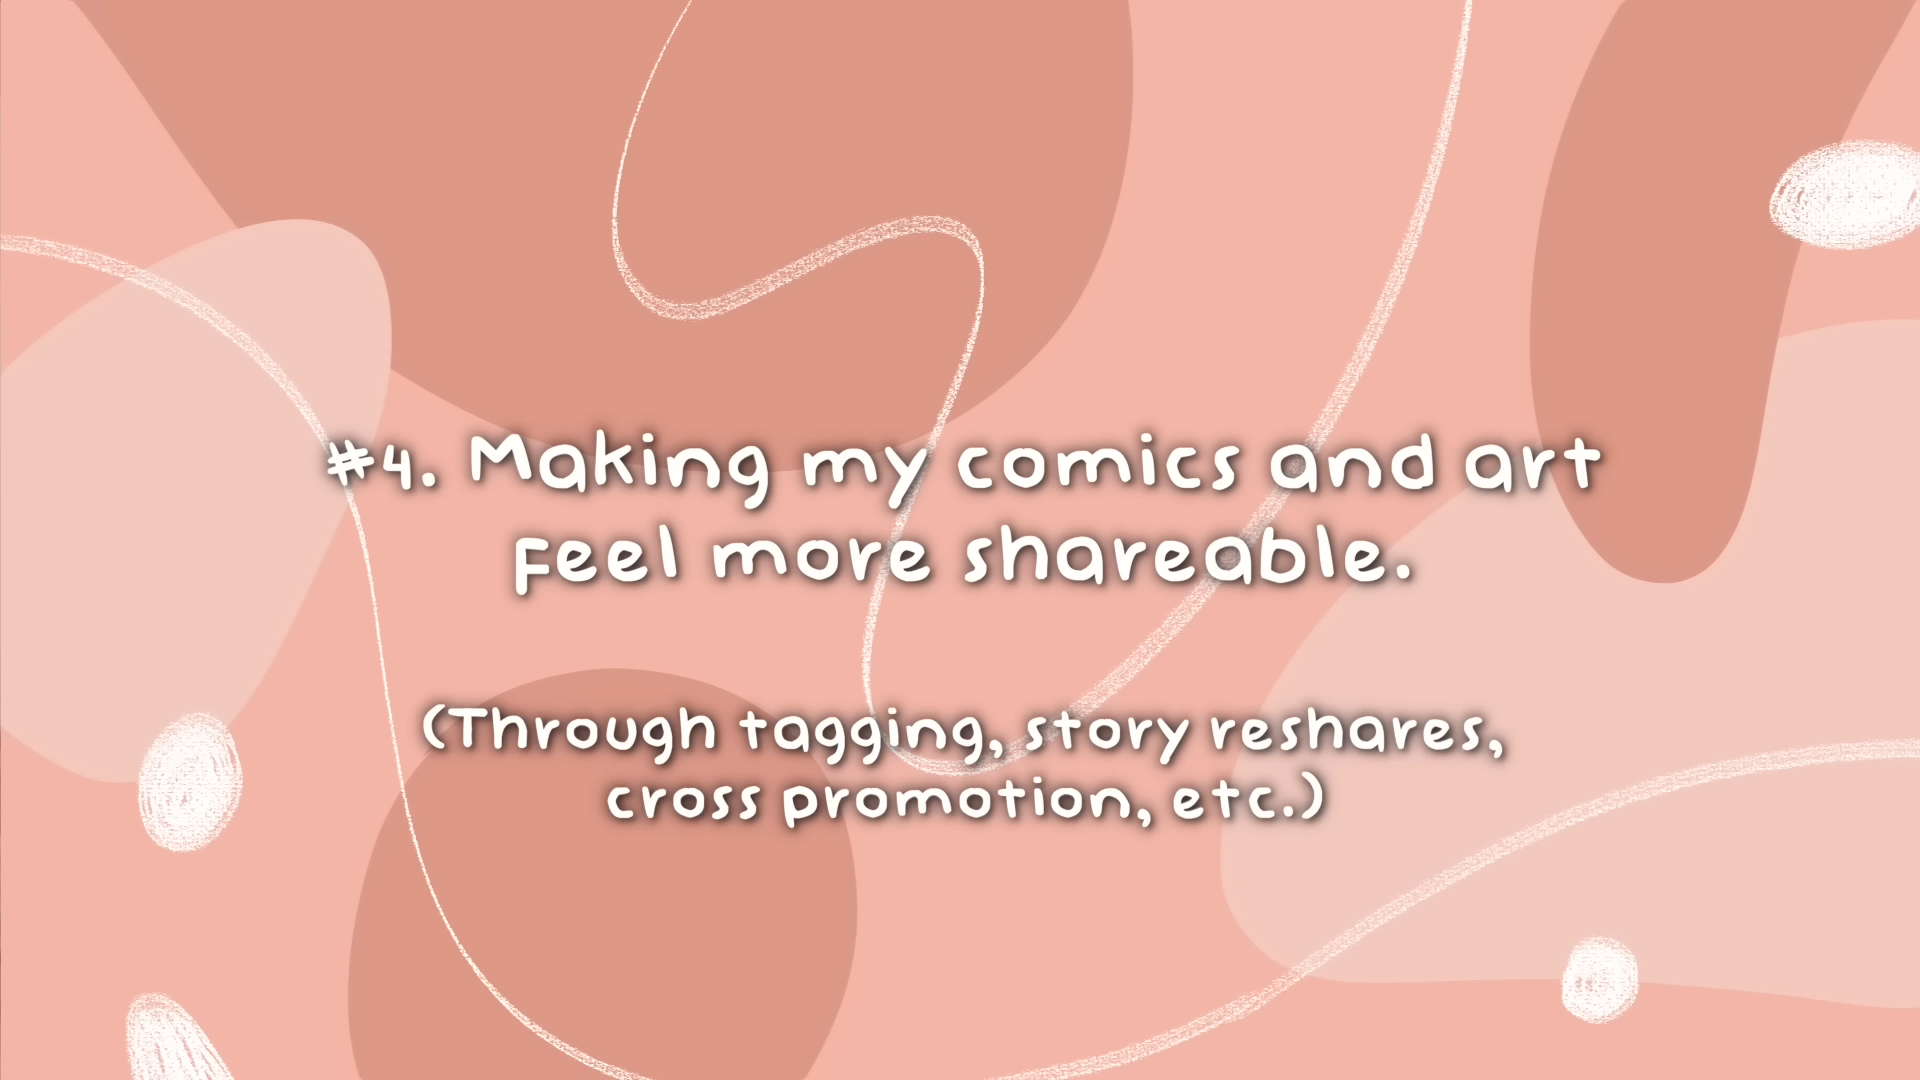 #4. Making my comics and art
feel more shareable.
(Through tagging, story reshares,
cross promotion, etc.)